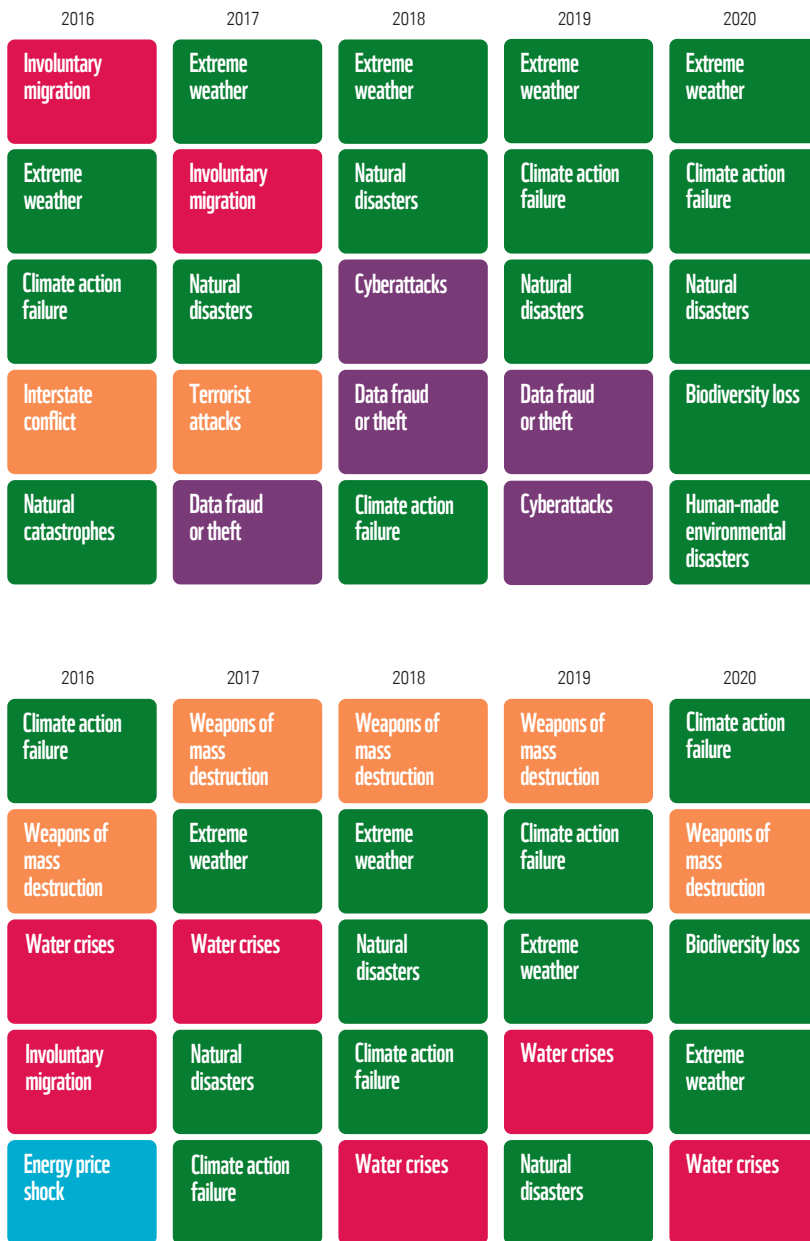 2016 2017 2018 2019 2020
Involuntary
migration
Extreme
weather
Extreme
weather
Extreme
weather
Extreme
weather
Extreme
weather
Involuntary
migration
Natural
disasters
Climate action
failure
Climate action
failure
Climate action
failure
Natural
disasters
Cyberattacks
Natural
disasters
Natural
disasters
Interstate
conflict
Terrorist
attacks
Data fraud
or theft
Data fraud
or theft
Biodiversity loss
Natural
catastrophes
Data fraud
or theft
Climate action
failure
Cyberattacks
Human-made
environmental
disasters
2016 2017 2018 2019 2020
Climate action
failure
Weapons of
mass
destruction
Weapons of
mass
destruction
Weapons of
mass
destruction
Climate action
failure
Weapons of
mass
destruction
Extreme
weather
Extreme
weather
Climate action
failure
Weapons of
mass
destruction
Water crises
Water crises
Natural
disasters
Extreme
weather
Biodiversity loss
Involuntary
migration
Natural
disasters
Climate action
failure
Water crises
Extreme
weather
Energy price
shock
Climate action
failure
Water crises
Natural
disasters
Water crises